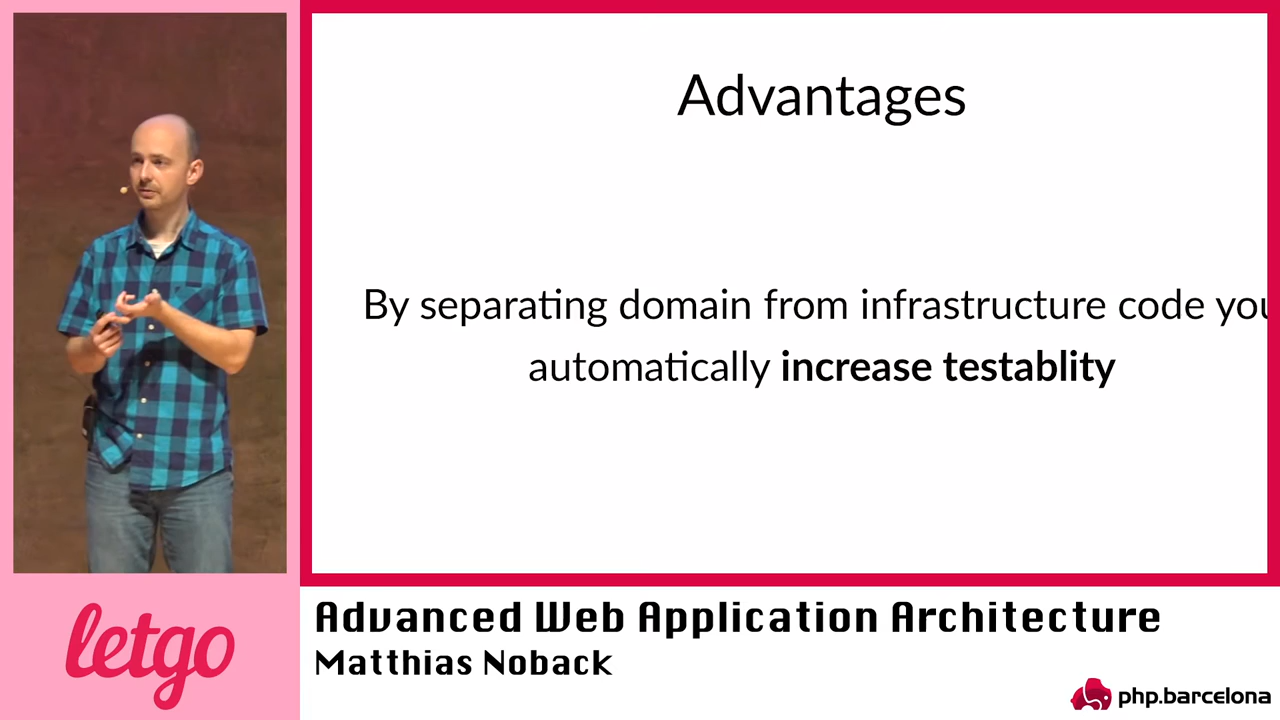 Advantages
By separating domain from infrastructure code you
automatically increase testablity
letgo
Advanced Web Application Architecture
Matthias Noback
php.barcelona